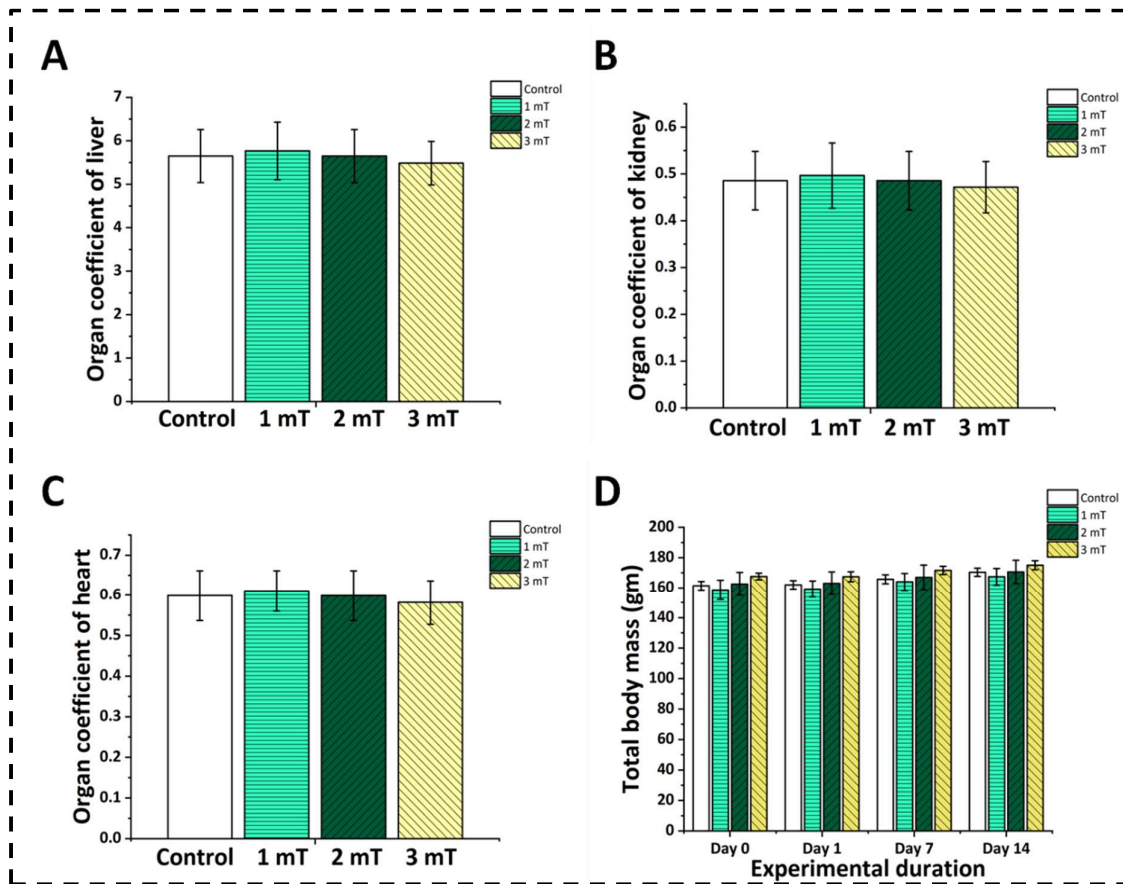 A
Control
1 mT
2 mT
3 mT
Organ coefficient of liver
7
6
5
4
3
2
1
0
Control 1 mT 2 mT 3 mT
B
Control
1 mT
2 mT
3 mT
Organ coefficient of kidney
0.6
0.5
0.4
0.3
0.2
0.1
0.0
Control 1 mT 2 mT 3 mT
C
Control
1 mT
2 mT
3 mT
Organ coefficient of heart
0.7
0.6
0.5
0.4
0.3
0.2
0.1
0.0
Control 1 mT 2 mT 3 mT
D
Control
1 mT
2 mT
3 mT
Total body mass (gm)
200
180
160
140
120
100
80
60
40
20
0
Day 0 Day 1 Day 7 Day 14
Experimental duration